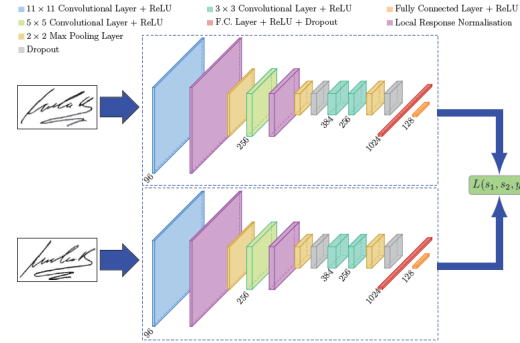 11 × 11 Convolutional Layer + ReLU
3 × 3 Convolutional Layer + ReLU
Fully Connected Layer + ReLU
5 × 5 Convolutional Layer + ReLU
F.C. Layer + ReLU + Dropout
Local Response Normalisation
2 × 2 Max Pooling Layer
Dropout
96
256
384
256
1024
128
L(s₁, s₂, y
96
256
384
256
1024
128